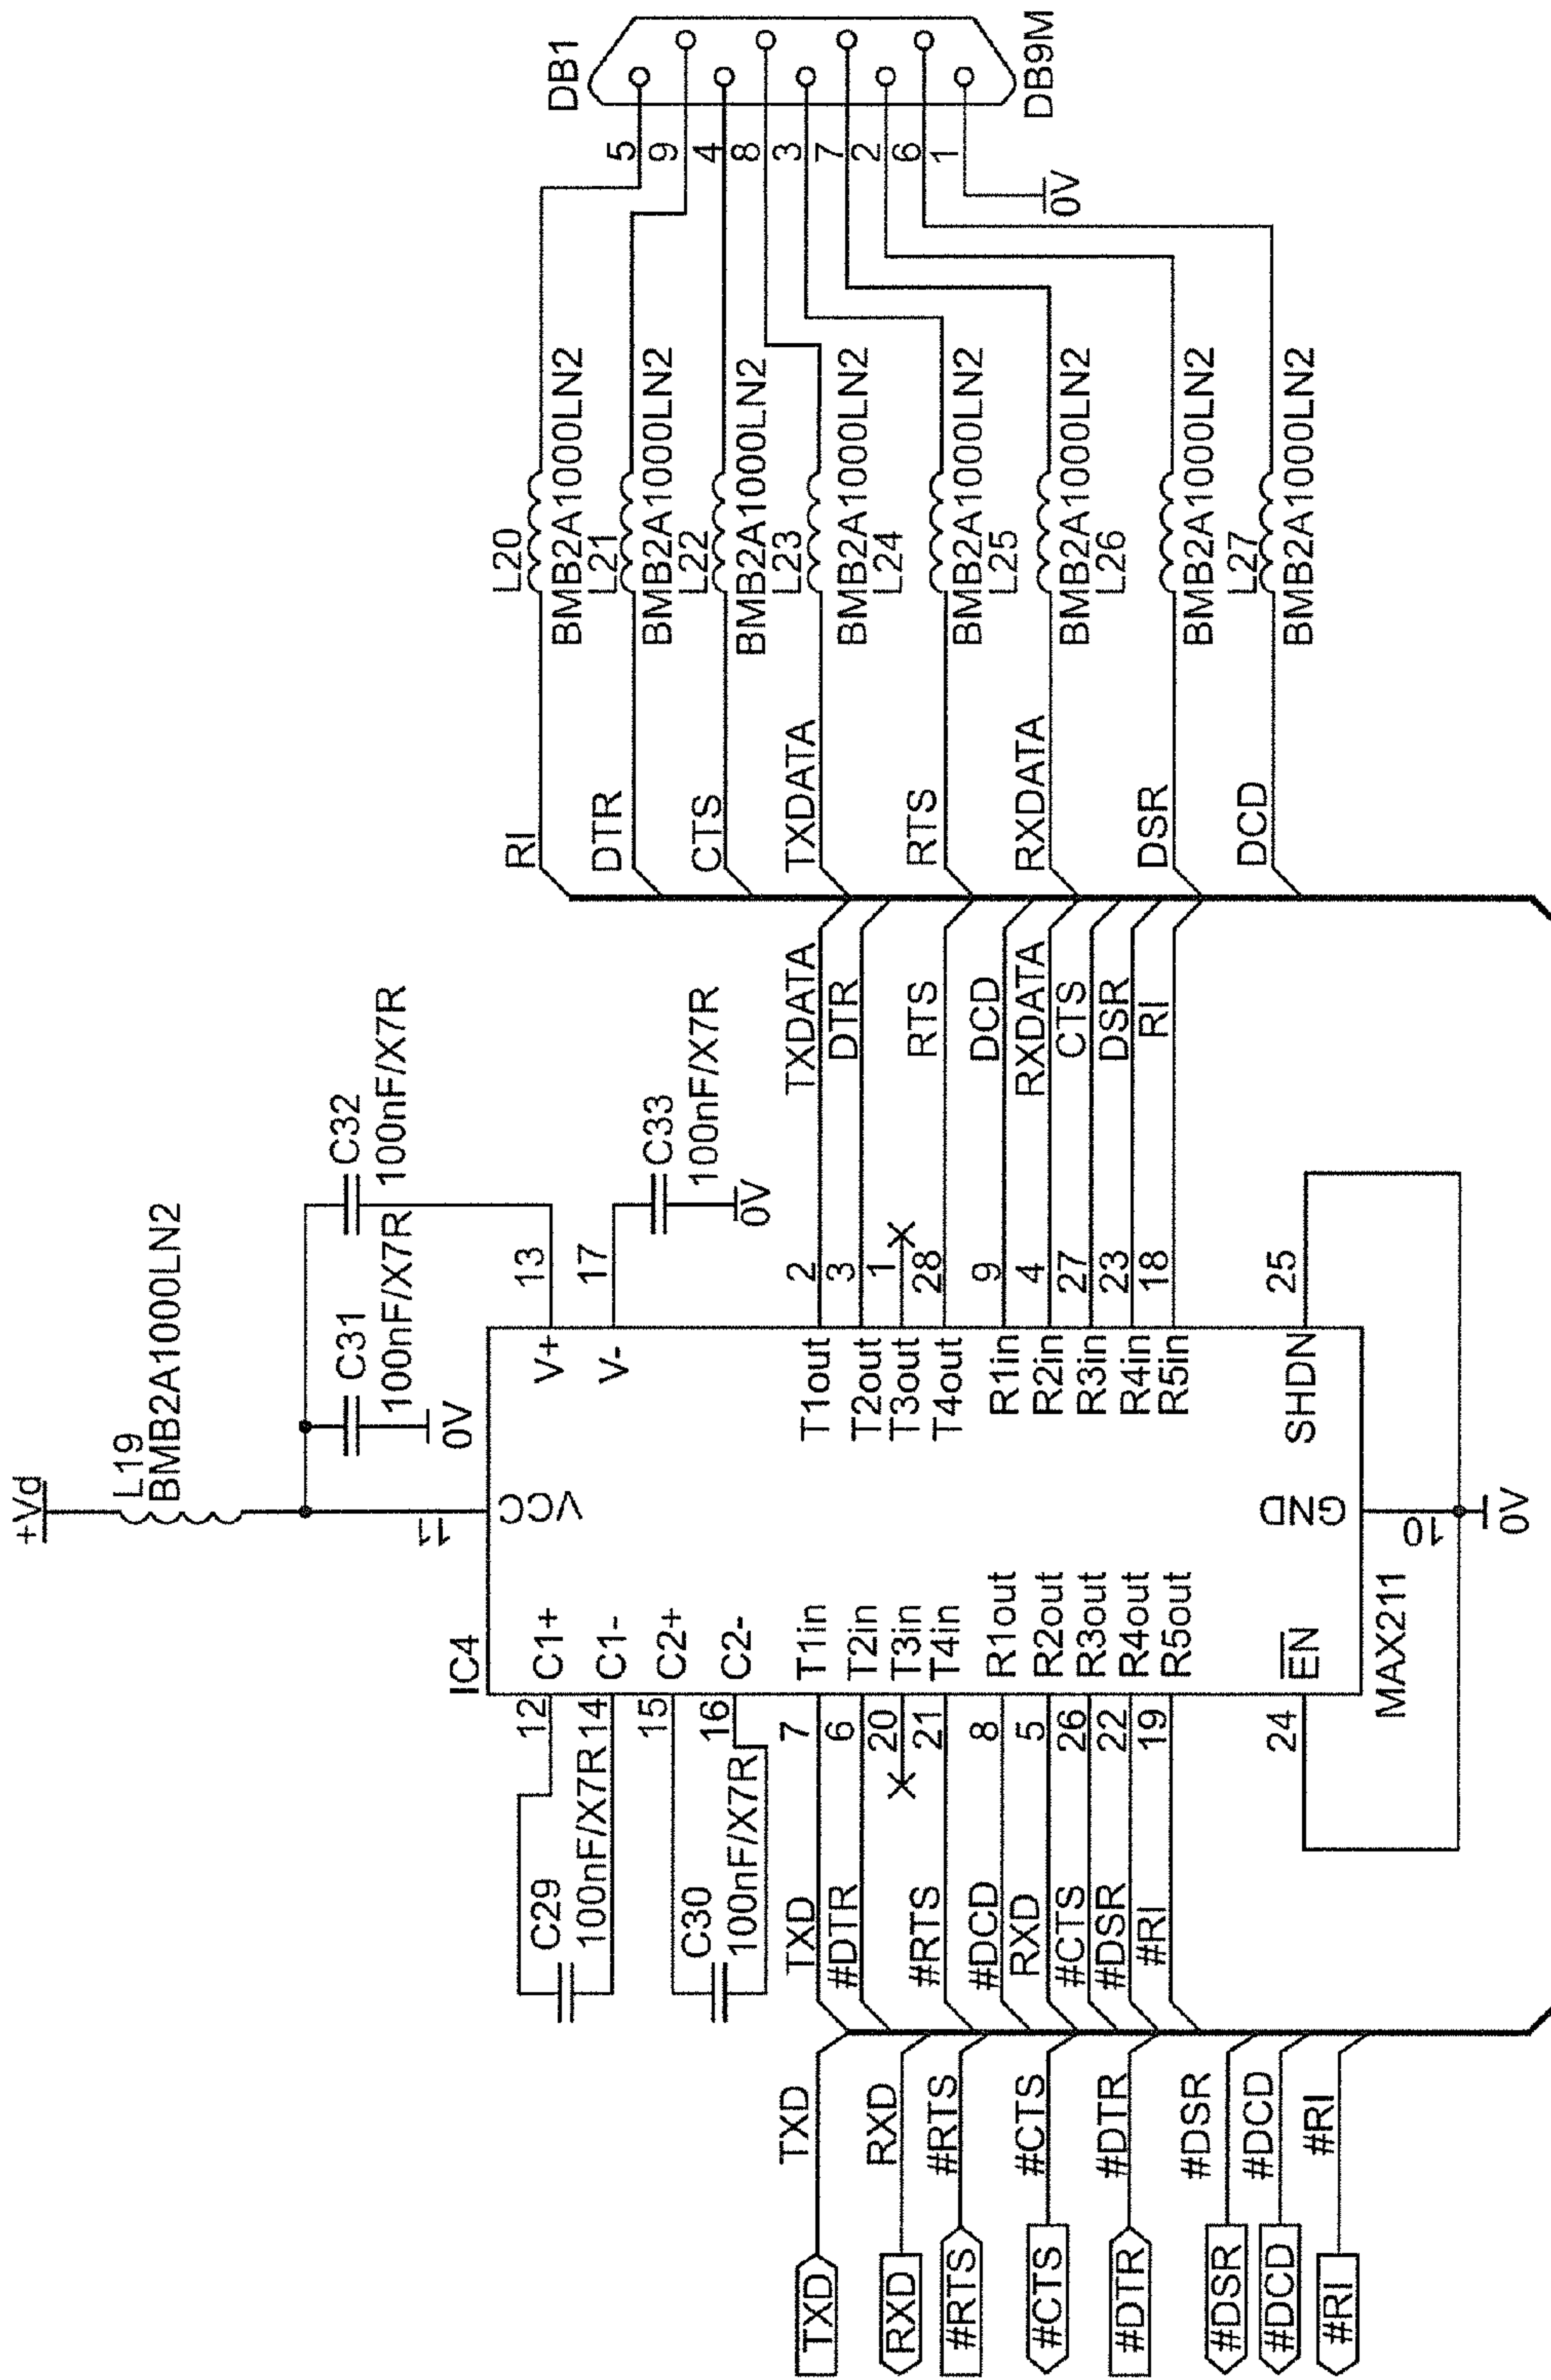 +Vd
L19
BMB2A1000LN2
C31
100nF/X7R
0V
C32
100nF/X7R
C33
100nF/X7R
0V
IC4
VCC
11
12
C1+
14
C1-
15
C2+
16
C2-
C29
100nF/X7R
C30
100nF/X7R
V+
13
V-
17
TXD
7
T1in
T1out
2
TXDATA
#DTR
6
T2in
T2out
3
DTR
20
T3in
T3out
1
#RTS
21
T4in
T4out
28
RTS
#DCD
8
R1out
R1in
9
DCD
RXD
5
R2out
R2in
4
RXDATA
#CTS
26
R3out
R3in
27
CTS
#DSR
22
R4out
R4in
23
DSR
#RI
19
R5out
R5in
18
RI
24
EN
GND
10
SHDN
25
0V
MAX211
TXD
TXD
RXD
RXD
#RTS
#RTS
#CTS
#CTS
#DTR
#DTR
#DSR
#DSR
#DCD
#DCD
#RI
#RI
RI
L20
BMB2A1000LN2
DTR
L21
BMB2A1000LN2
CTS
L22
BMB2A1000LN2
TXDATA
L23
BMB2A1000LN2
RTS
L24
BMB2A1000LN2
RXDATA
L25
BMB2A1000LN2
DSR
L26
BMB2A1000LN2
DCD
L27
BMB2A1000LN2
DB1
5
9
4
8
3
7
2
6
1
0V
DB9M